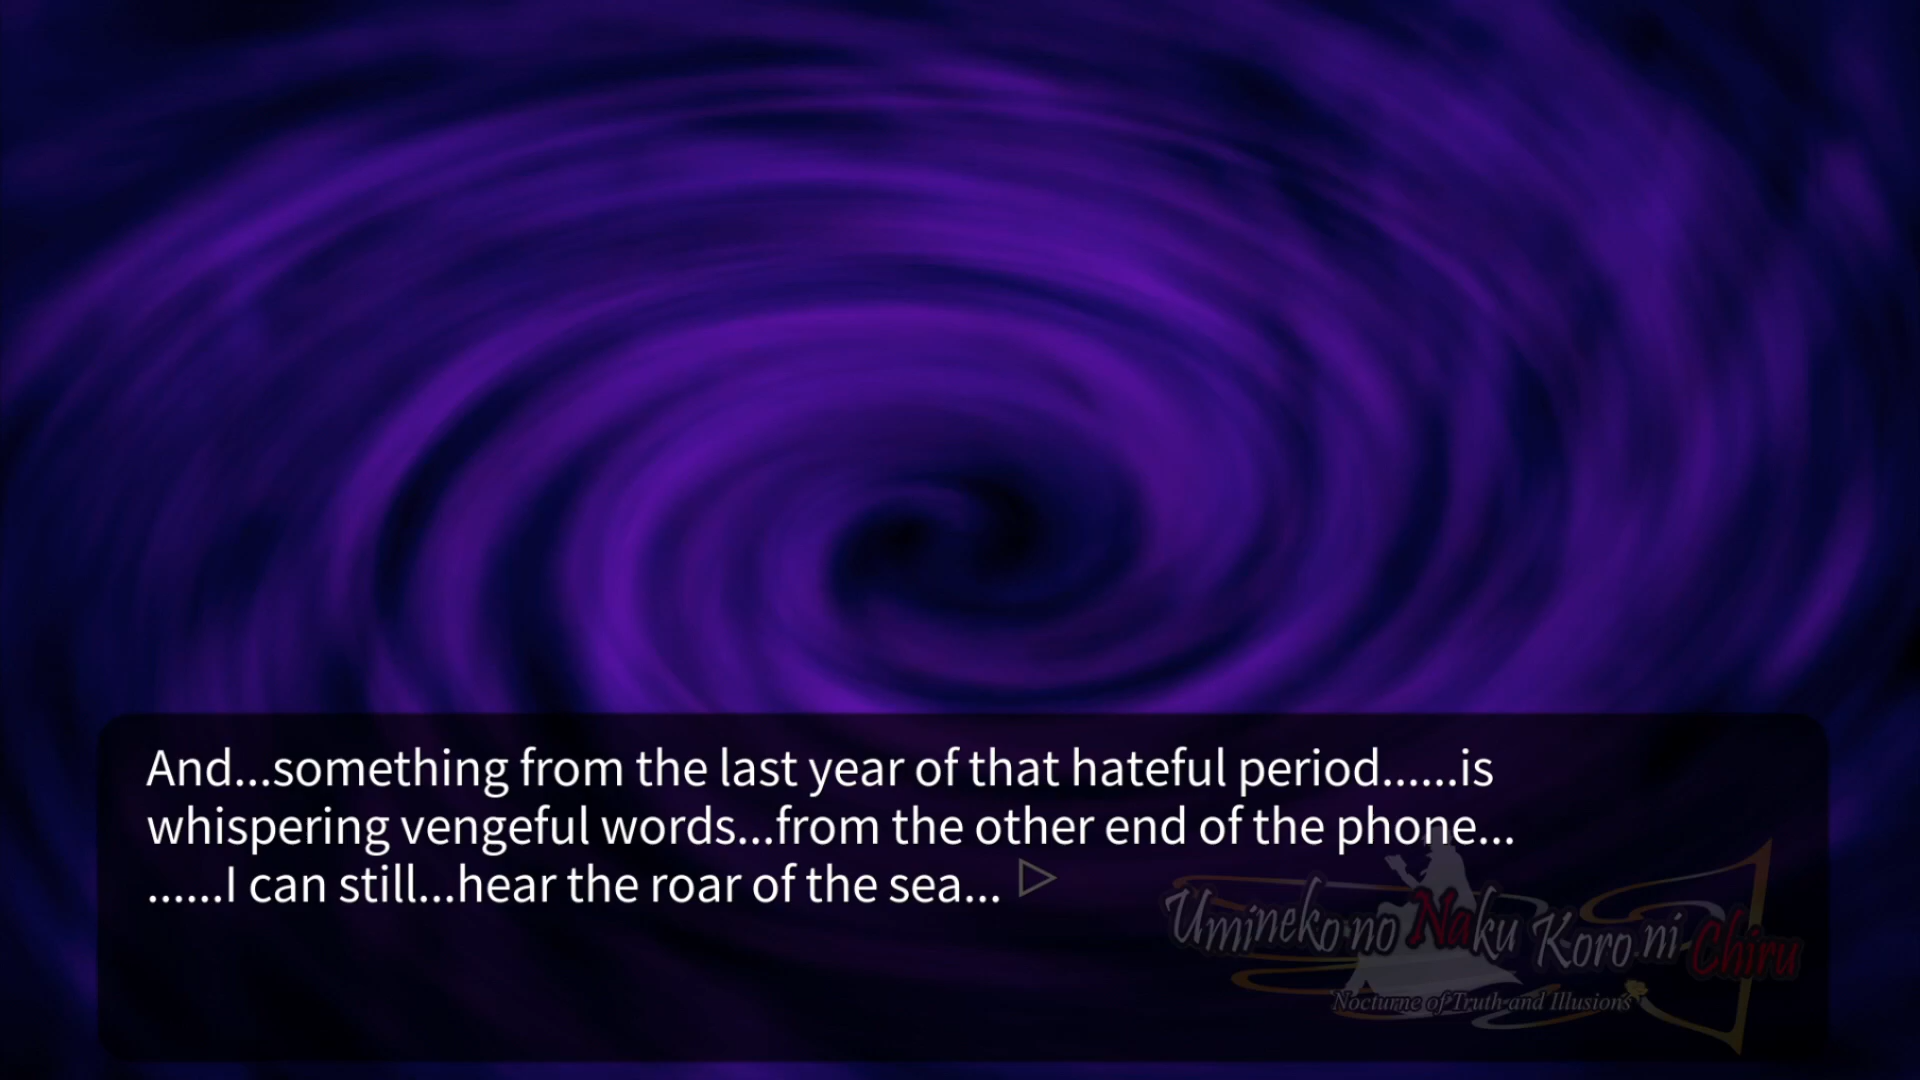 And...something from the last year of that hateful period......is
whispering vengeful words...from the other end of the phone...
......I can still...hear the roar of the sea...
Umineko no Naku Koro ni Chiru
Nocturne of Truth and Illusions